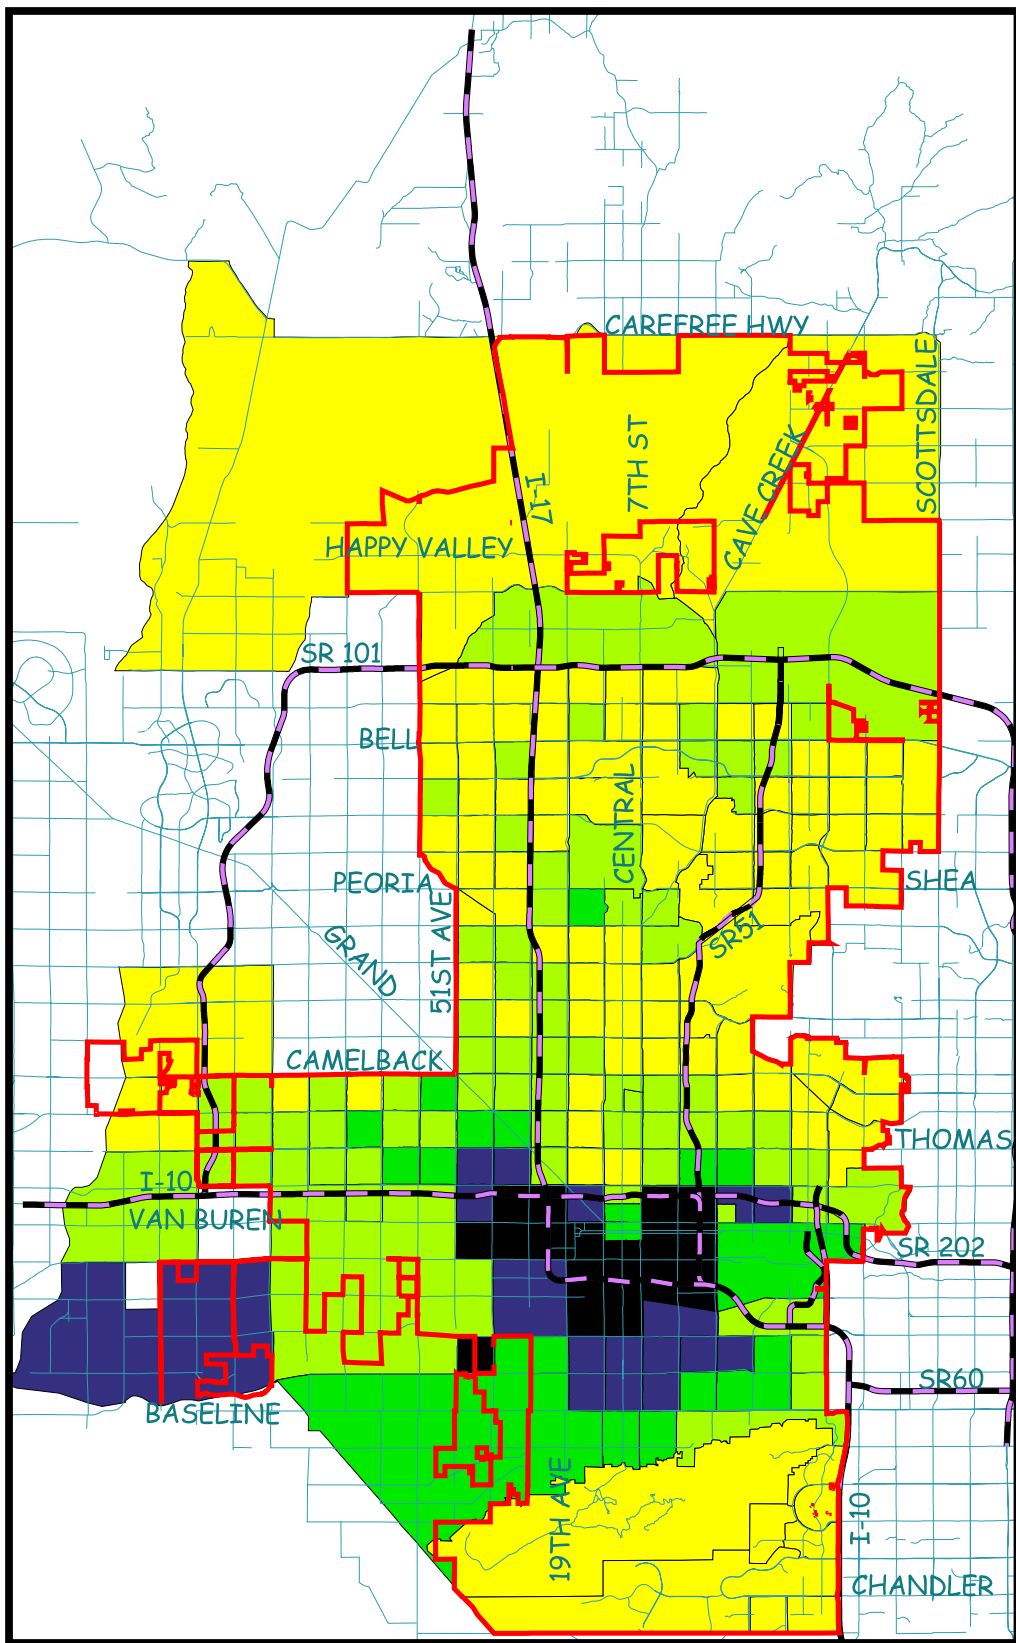 CAREFREE HWY
SCOTTSDALE
7TH ST
CAVE CREEK
I-17
HAPPY VALLEY
SR 101
BELL
CENTRAL
PEORIA
SHEA
51ST AVE
GRAND
SR51
CAMELBACK
THOMAS
I-10
VAN BUREN
SR 202
SR60
BASELINE
19TH AVE
I-10
CHANDLER